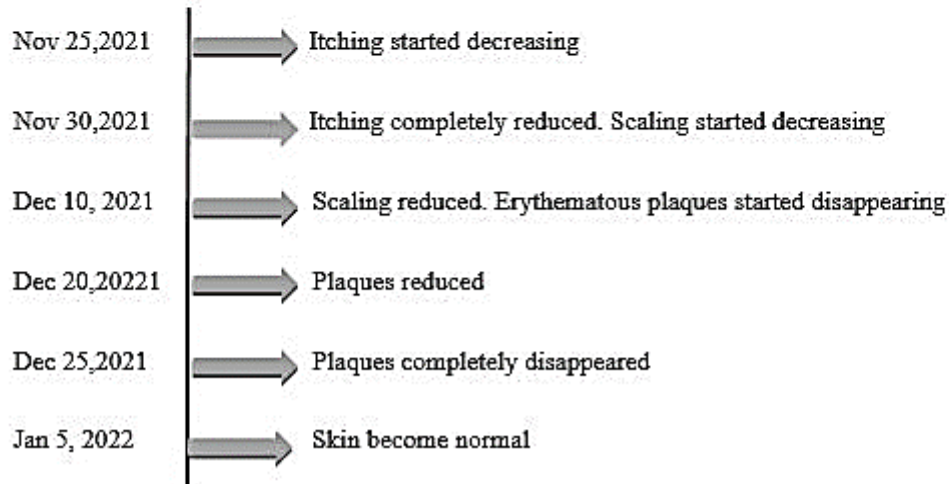 Nov 25,2021 Itching started decreasing
Nov 30,2021 Itching completely reduced. Scaling started decreasing
Dec 10, 2021 Scaling reduced. Erythematous plaques started disappearing
Dec 20,20221 Plaques reduced
Dec 25,2021 Plaques completely disappeared
Jan 5, 2022 Skin become normal